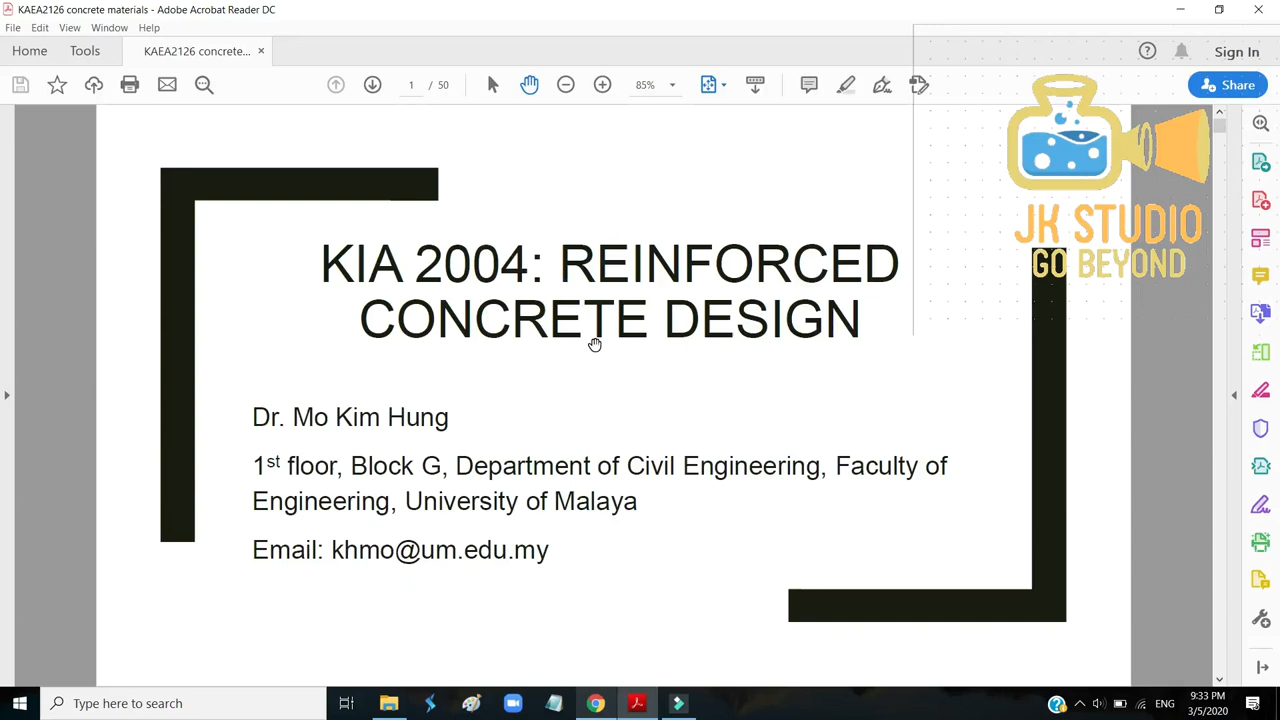 KAEA2126 concrete materials - Adobe Acrobat Reader DC
File Edit View Window Help
Home Tools KAEA2126 concrete... × Sign In
1 / 50 85% Share
JK STUDIO
GO BEYOND
KIA 2004: REINFORCED
CONCRETE DESIGN
Dr. Mo Kim Hung
1st floor, Block G, Department of Civil Engineering, Faculty of
Engineering, University of Malaya
Email: khmo@um.edu.my
Type here to search ENG 9:33 PM
3/5/2020